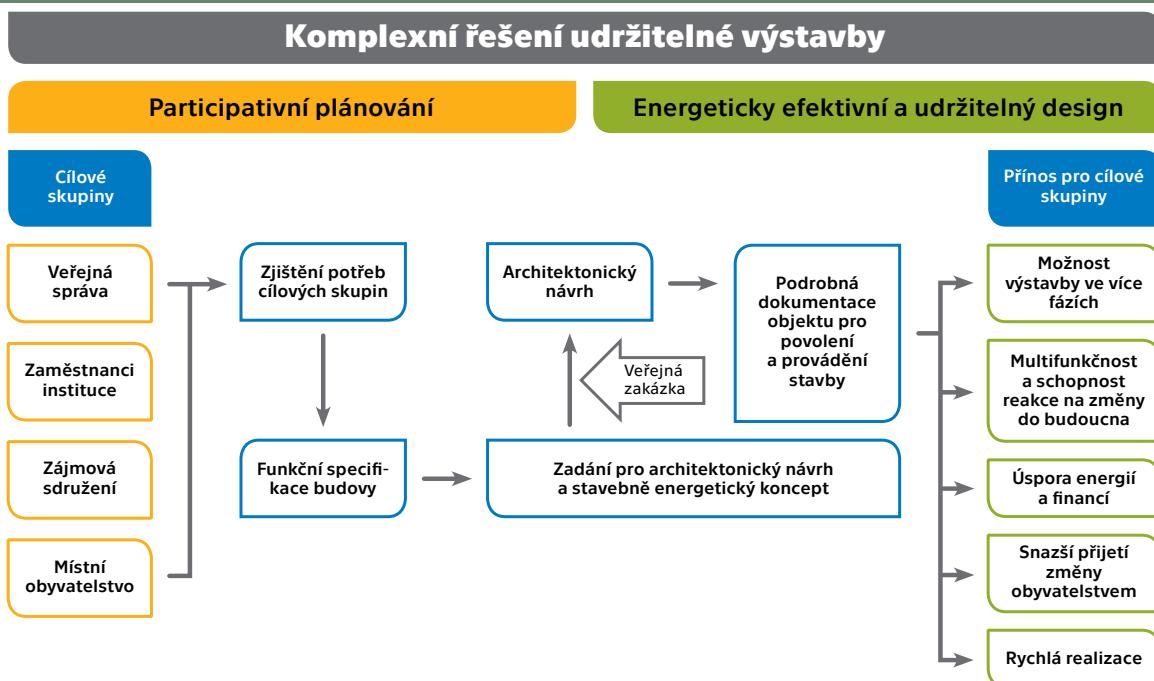 Komplexní řešení udržitelné výstavby
Participativní plánování
Energeticky efektivní a udržitelný design
Cílové
skupiny
Přínos pro cílové
skupiny
Veřejná
správa
Zaměstnanci
instituce
Zájmová
sdružení
Místní
obyvatelstvo
Zjištění potřeb
cílových skupin
Funkční specifi-
kace budovy
Zadání pro architektonický návrh
a stavebně energetický koncept
Veřejná
zakázka
Architektonický
návrh
Podrobná
dokumentace
objektu pro
povolení
a provádění
stavby
Možnost
výstavby ve více
fázích
Multifunkčnost
a schopnost
reakce na změny
do budoucna
Úspora energií
a financí
Snazší přijetí
změny
obyvatelstvem
Rychlá realizace